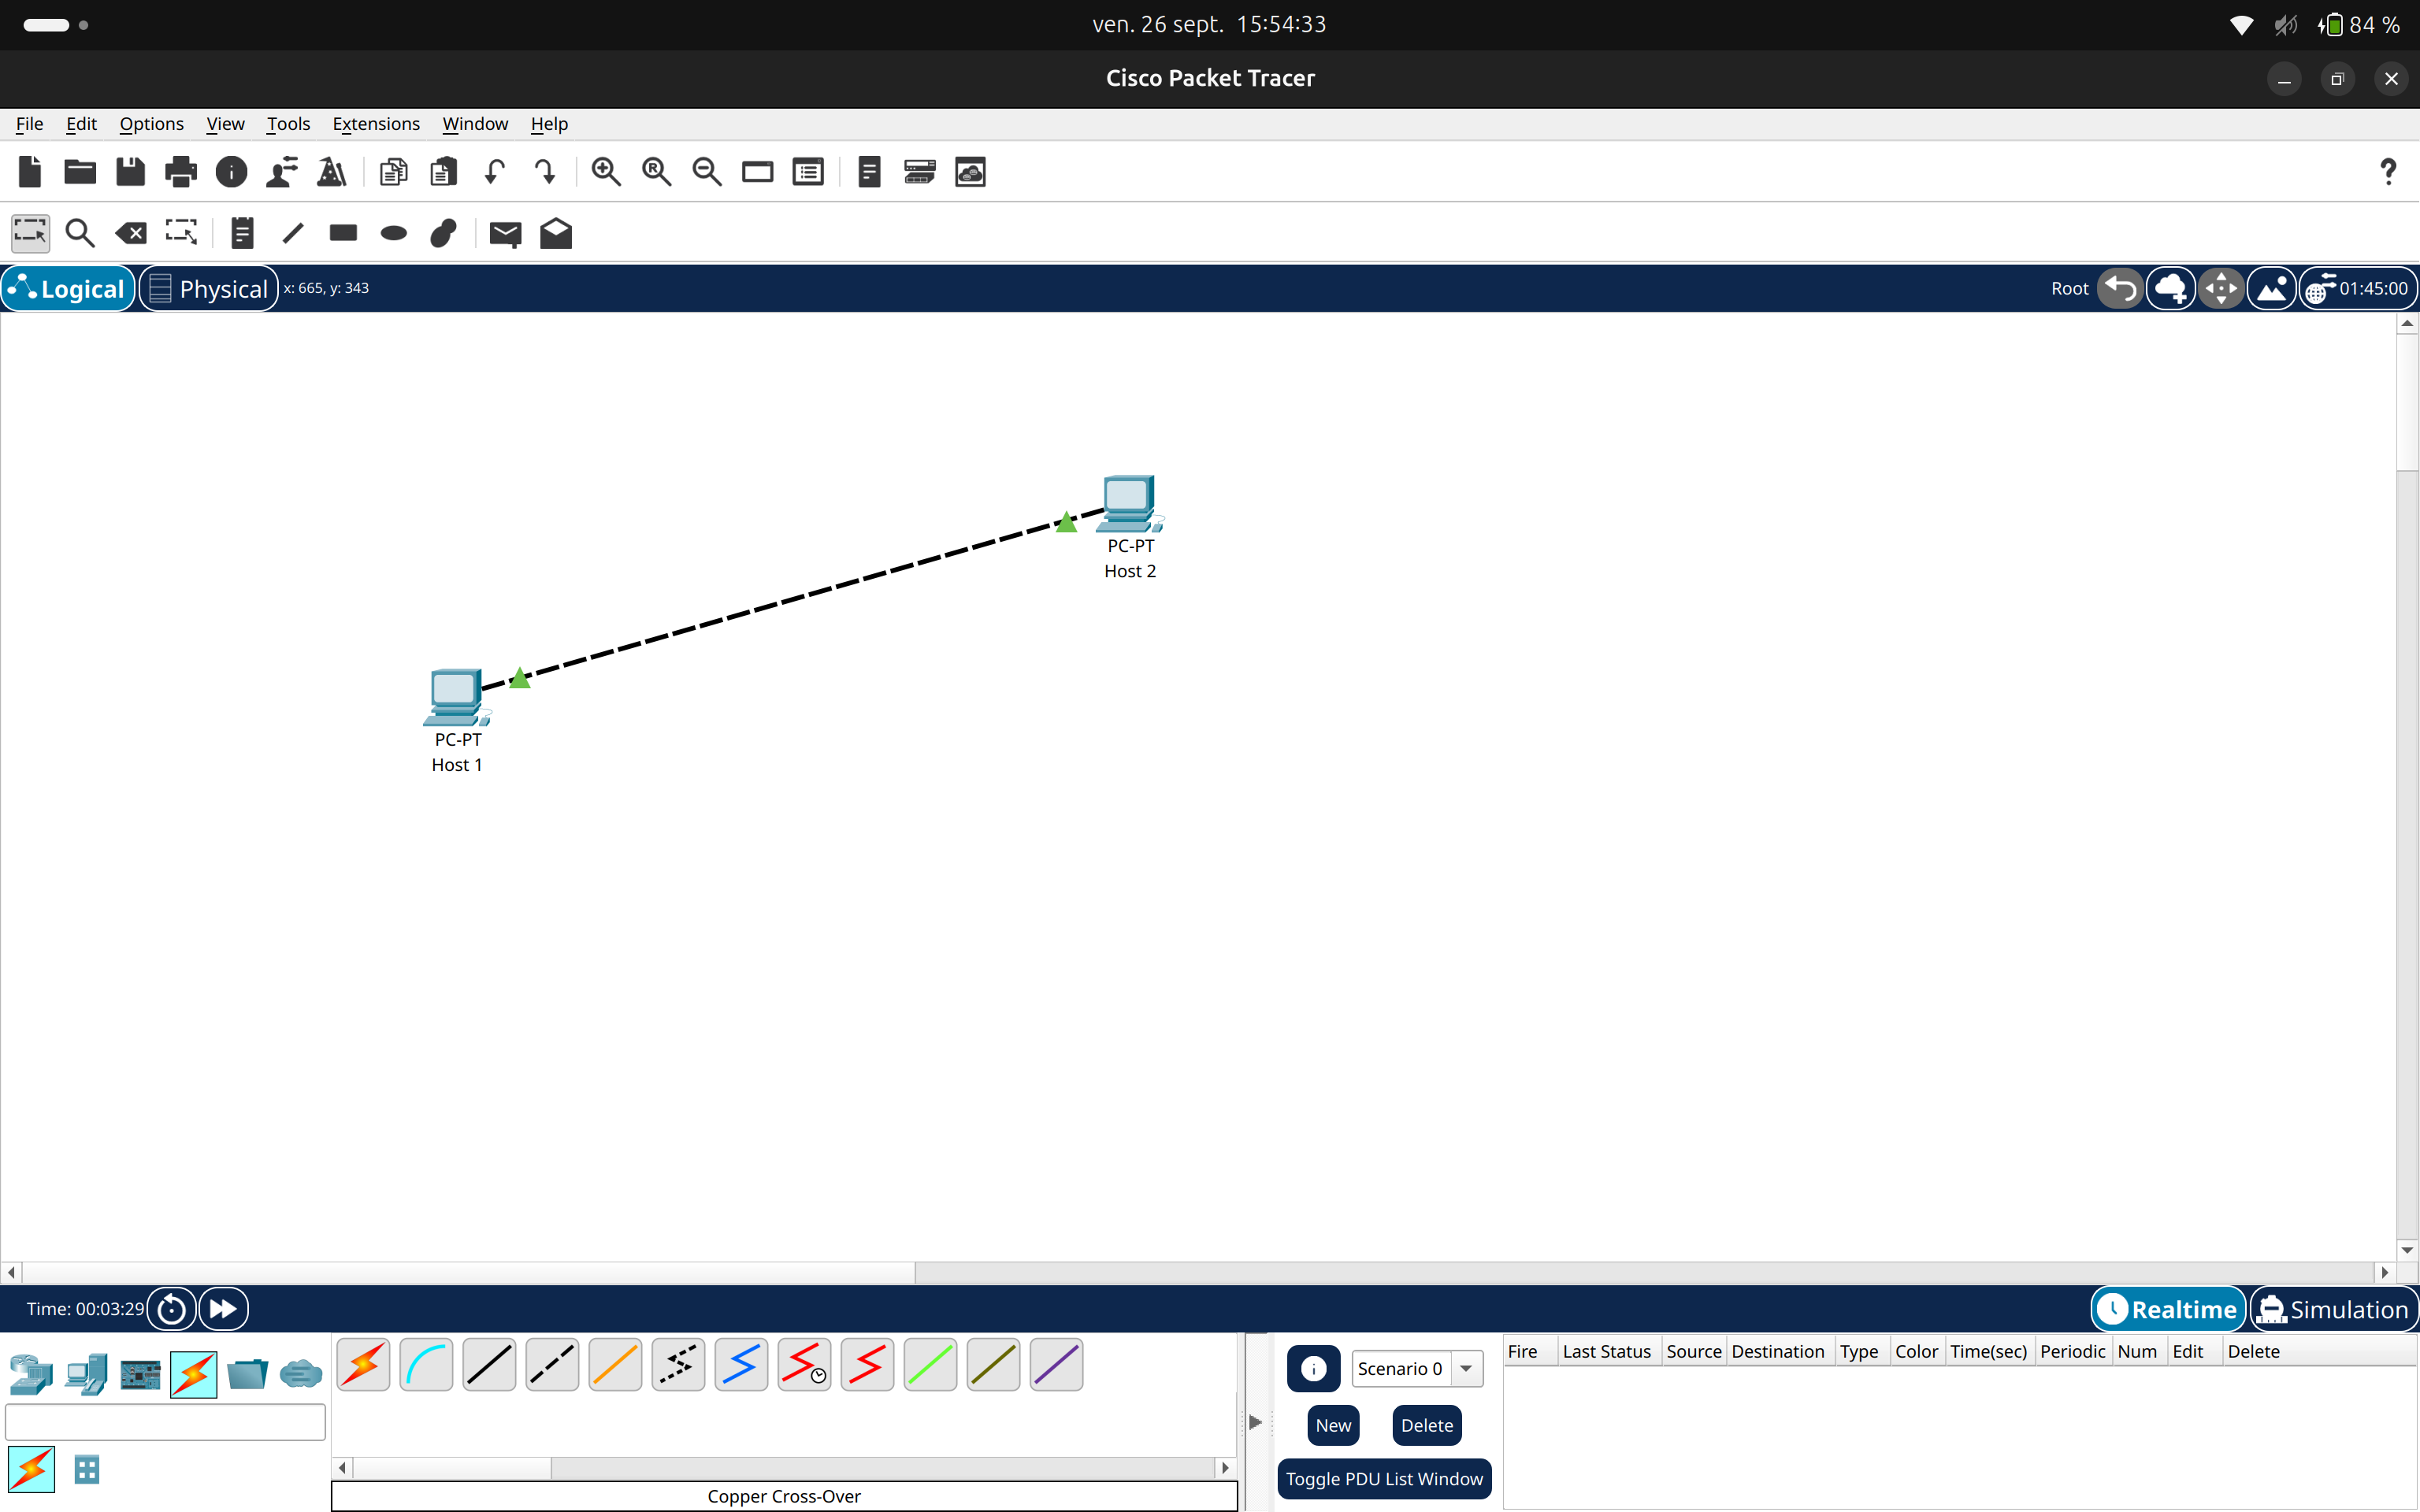 ven. 26 sept. 15:54:33
84 %
Cisco Packet Tracer
File Edit Options View Tools Extensions Window Help
Logical Physical x: 665, y: 343 Root 01:45:00
PC-PT
Host 2
PC-PT
Host 1
Time: 00:03:29 Realtime Simulation
Scenario 0
New Delete
Toggle PDU List Window
Fire Last Status Source Destination Type Color Time(sec) Periodic Num Edit Delete
Copper Cross-Over